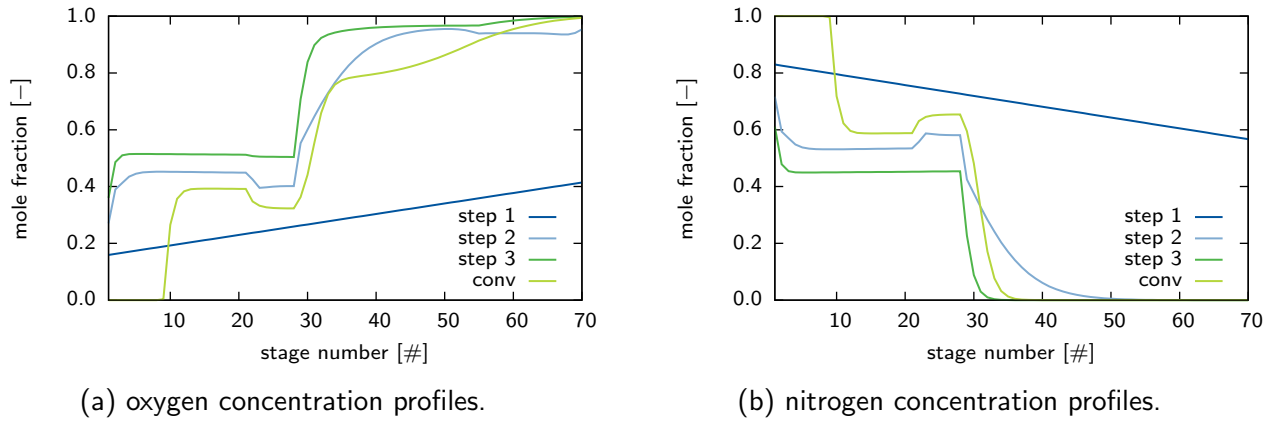 1.0
0.8
0.6
0.4
0.2
0.0
mole fraction [−]
10 20 30 40 50 60 70
stage number [#]
step 1
step 2
step 3
conv
(a) oxygen concentration profiles.
1.0
0.8
0.6
0.4
0.2
0.0
mole fraction [−]
10 20 30 40 50 60 70
stage number [#]
step 1
step 2
step 3
conv
(b) nitrogen concentration profiles.